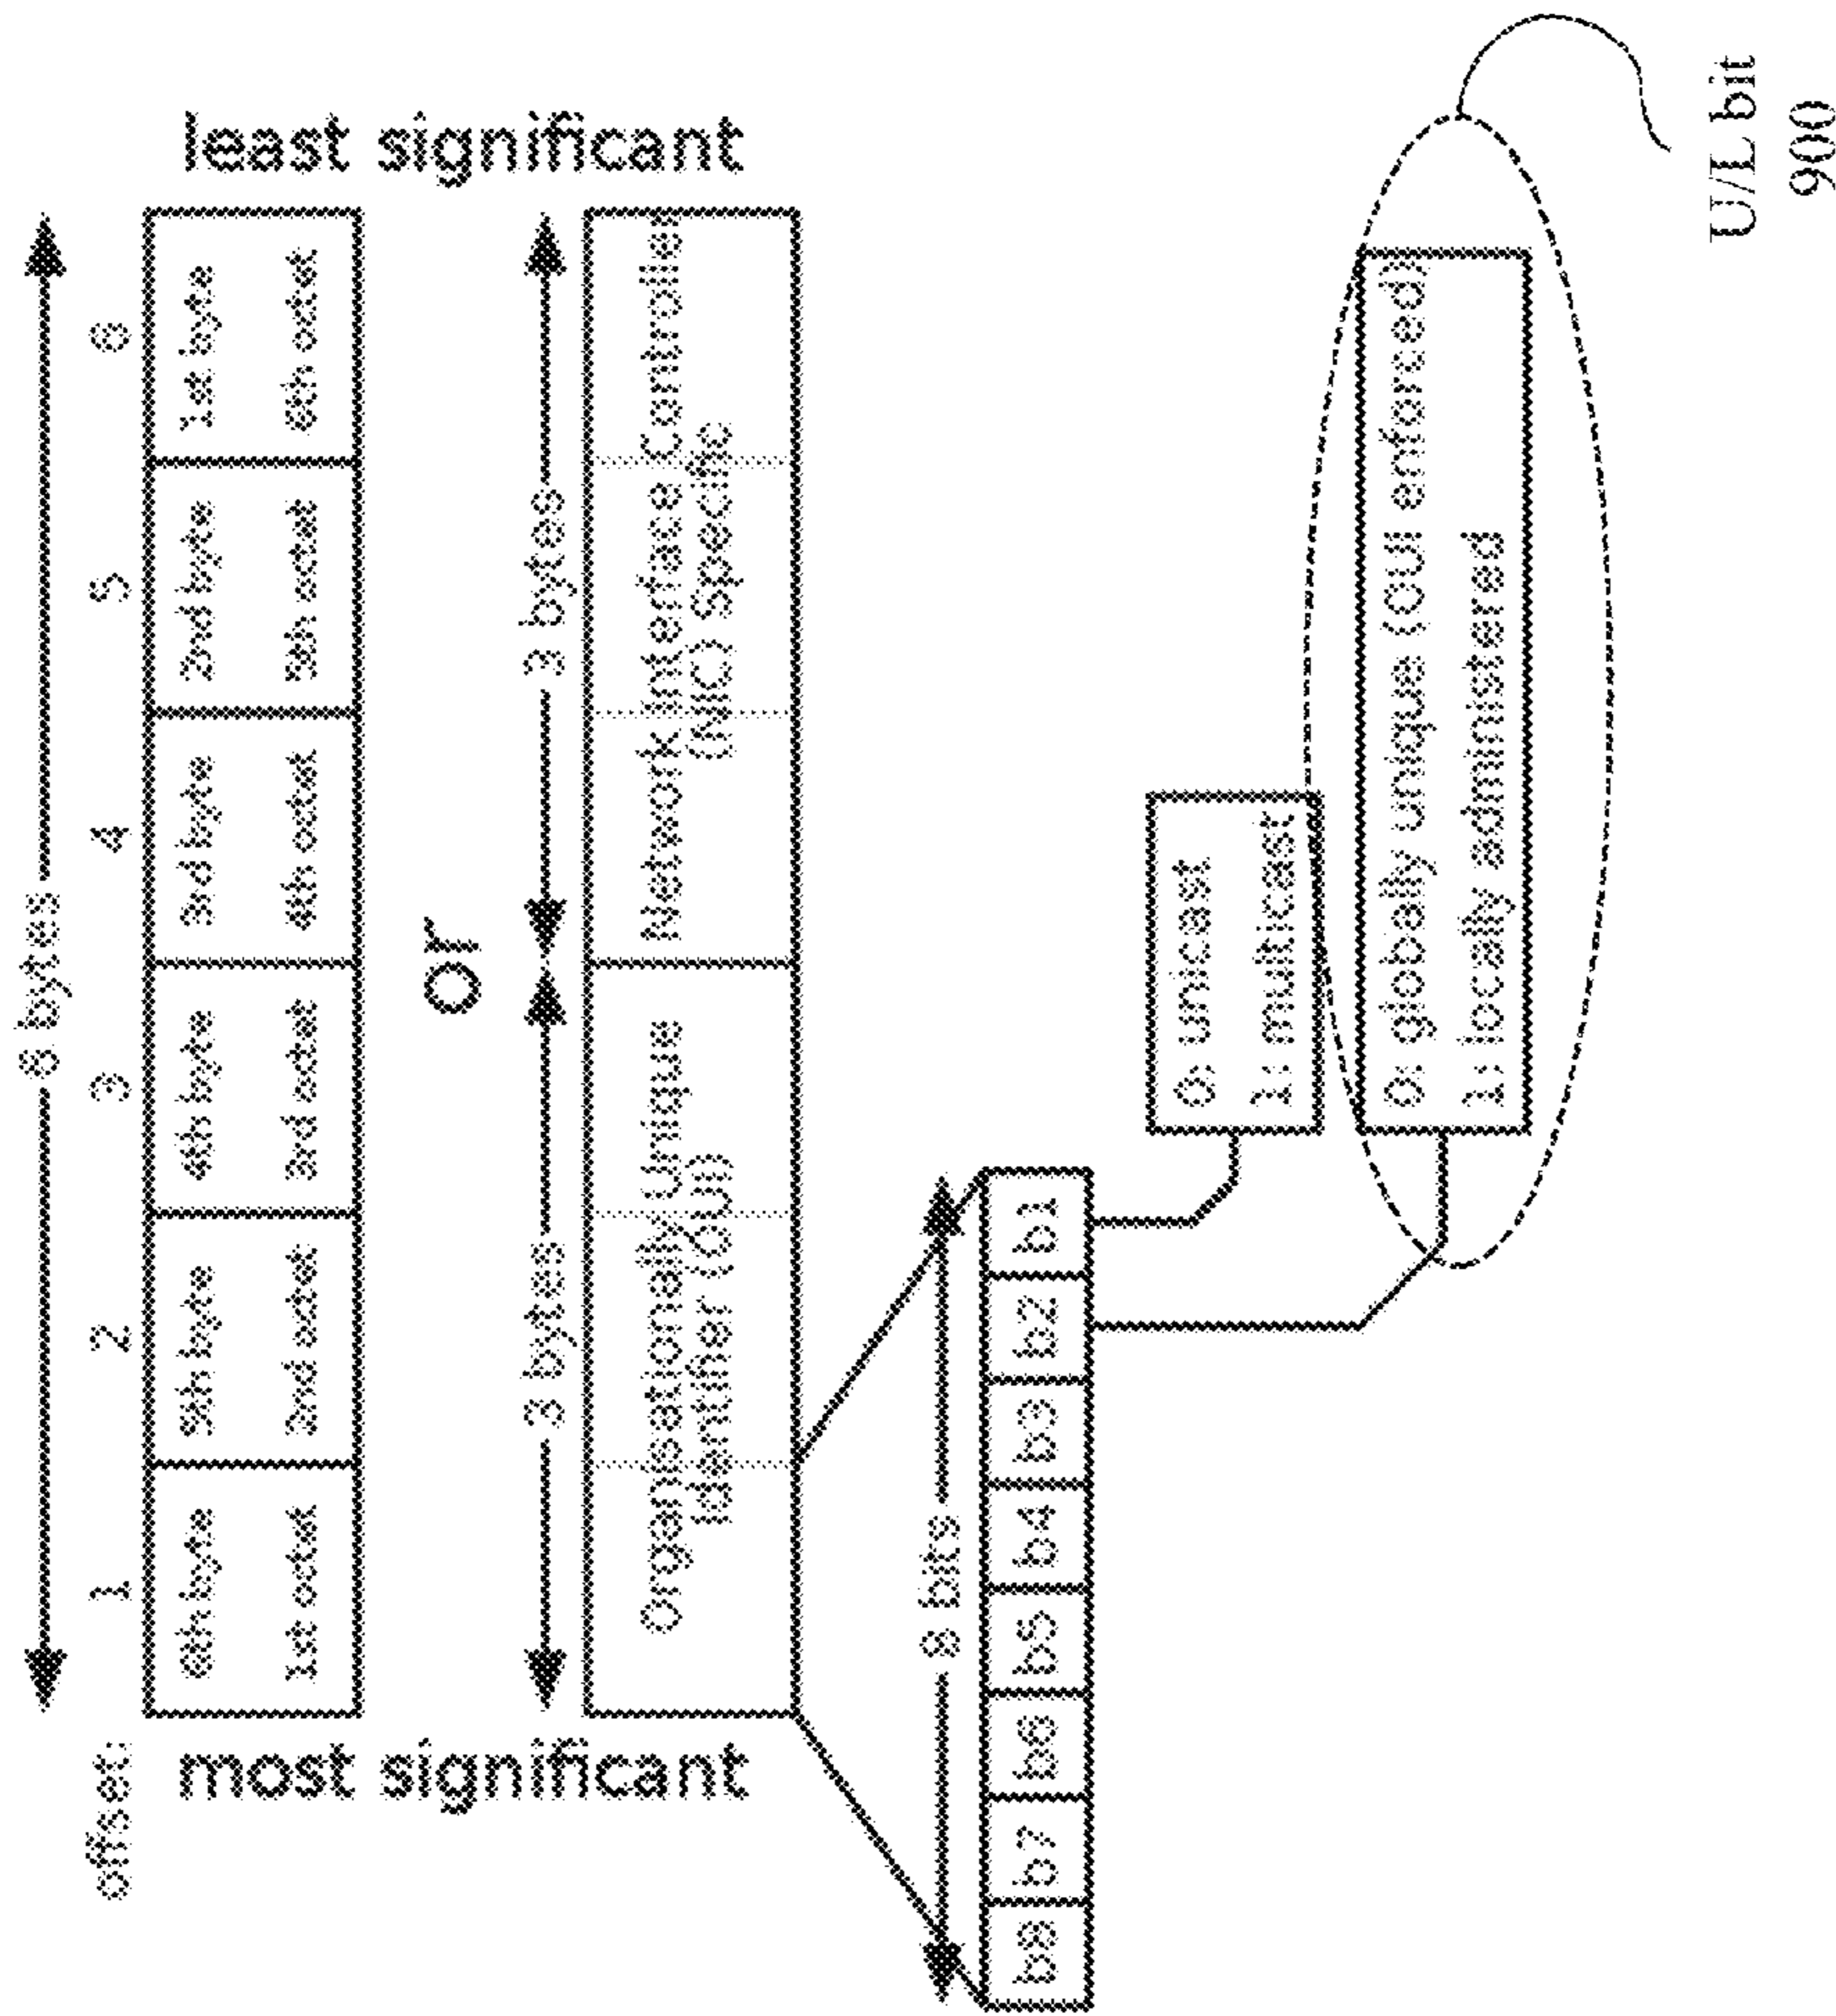 6 bytes
offset: 1 2 3 4 5 6
6th byte 5th byte 4th byte 3rd byte 2nd byte 1st byte
1st octet 2nd octet 3rd octet 4th octet 5th octet 6th octet
most significant
least significant
or
3 bytes 3 bytes
Organisationally Unique
Identifier (OUI)
Network Interface Controller
(NIC) Specific
8 bits
b8 b7 b6 b5 b4 b3 b2 b1
0: unicast
1: multicast
0: globally unique (OUI enforced)
1: locally administered
U/L bit
900